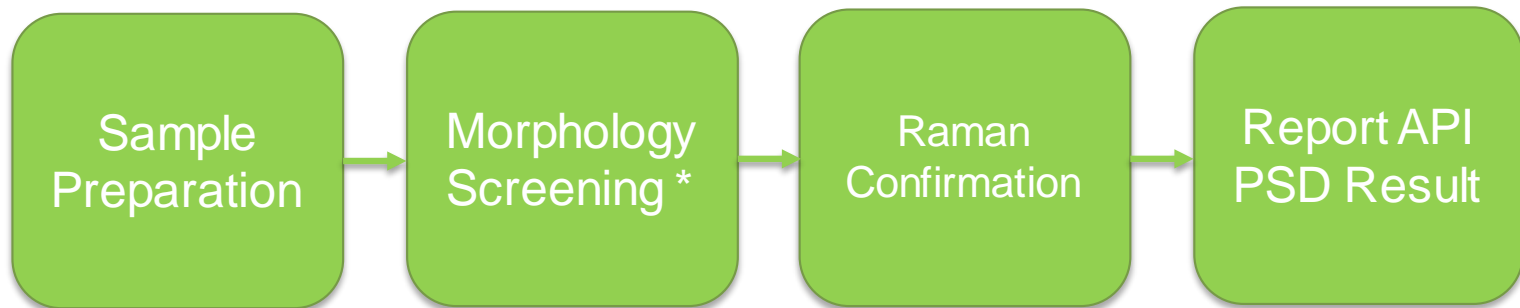 Sample
Preparation
Morphology
Screening *
Raman
Confirmation
Report API
PSD Result